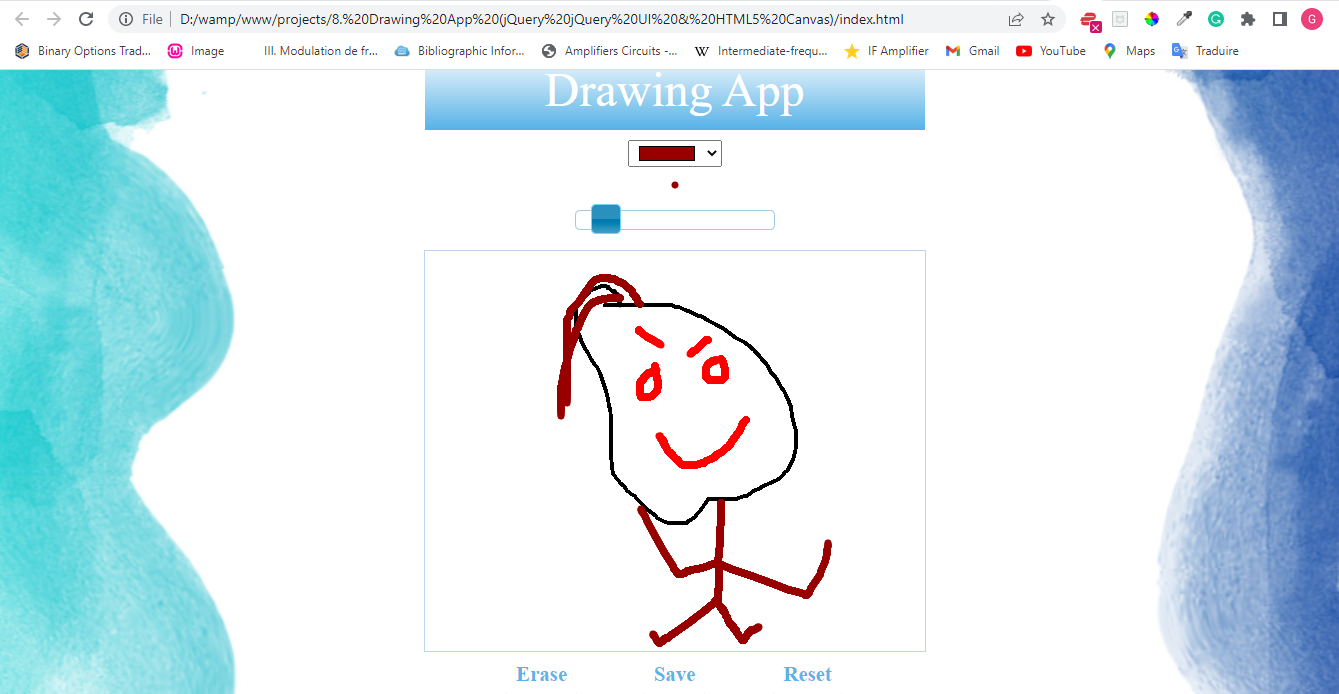 File D:/wamp/www/projects/8.%20Drawing%20App%20(jQuery%20jQuery%20UI%20&%20HTML5%20Canvas)/index.html G
Binary Options Trad... Image III. Modulation de fr... Bibliographic Infor... Amplifiers Circuits -... W Intermediate-frequ... IF Amplifier Gmail YouTube Maps Traduire
Drawing App
Erase Save Reset